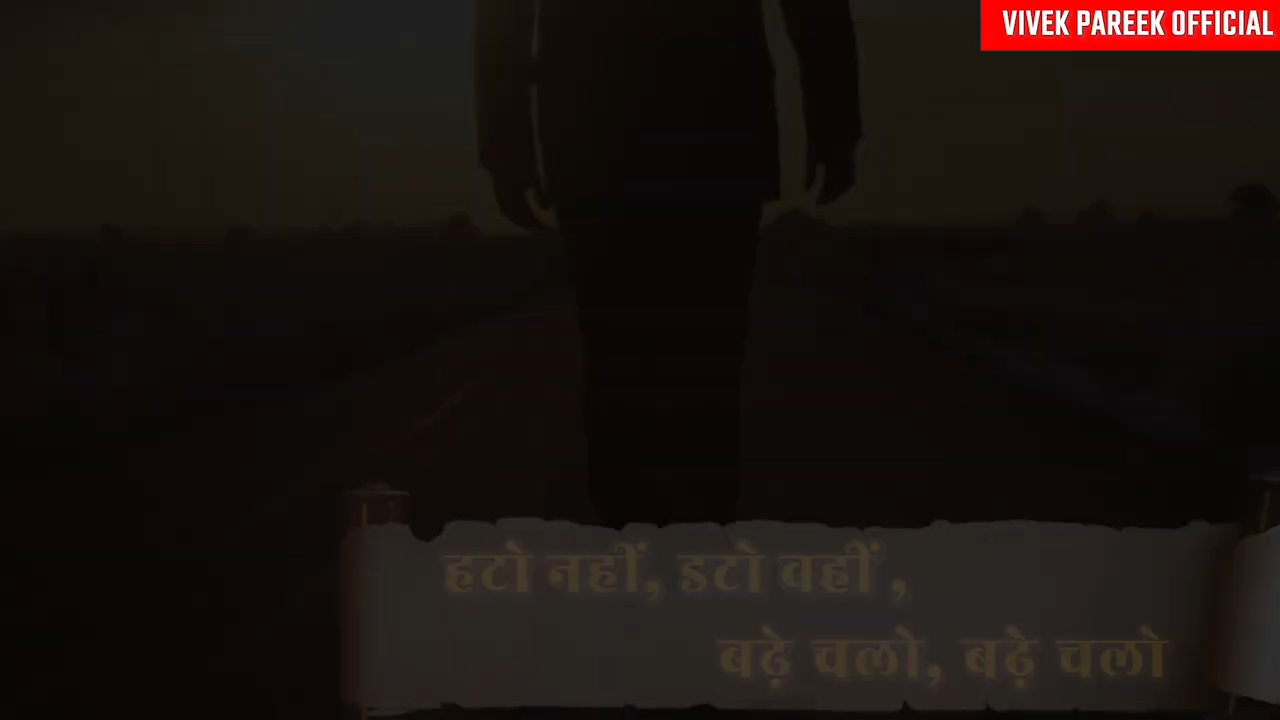 VIVEK PAREEK OFFICIAL
हटो नहीं, डटो वहीं ,
बढ़े चलो, बढ़े चलो